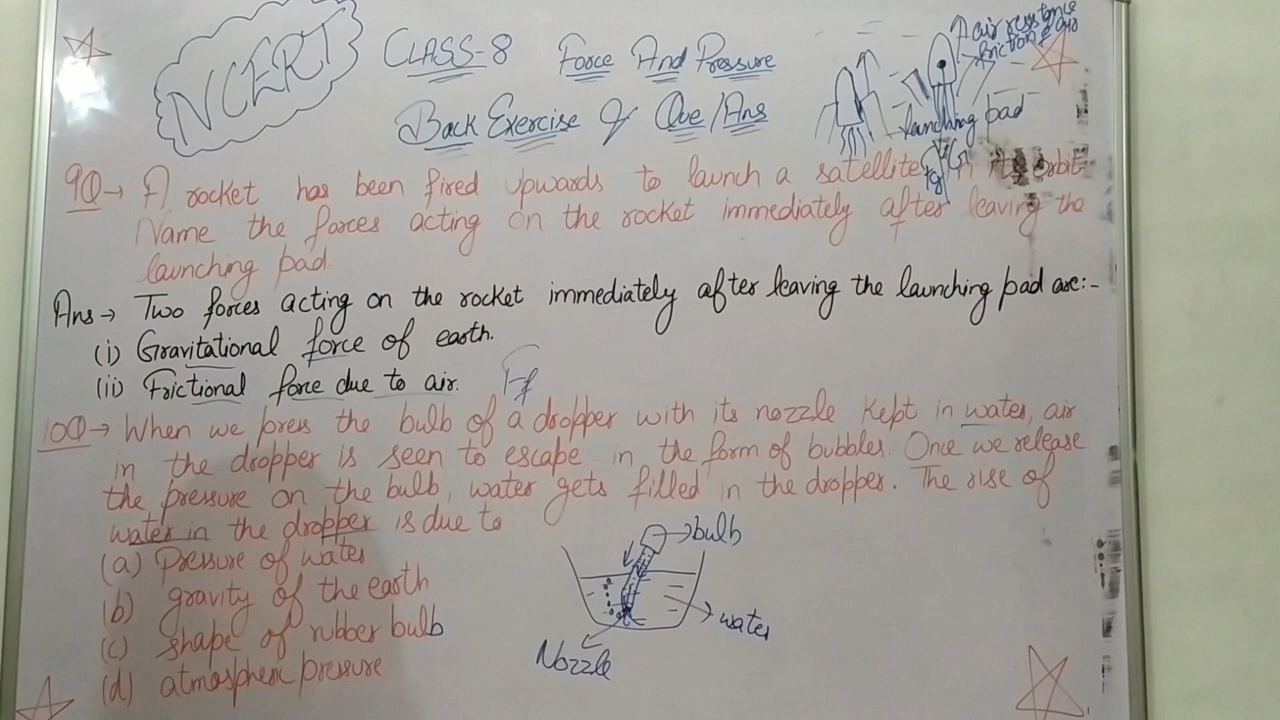 NCERT
CLASS-8 Force And Pressure
Back Exercise of Que/Ans
air resistance
friction
launching pad
9Q→ A rocket has been fired upwards to launch a satellite in its orbit
Name the forces acting on the rocket immediately after leaving the
launching pad.
Ans→ Two forces acting on the rocket immediately after leaving the launching pad are:-
(i) Gravitational force of earth.
(ii) Frictional force due to air.
Ff
10Q→ When we press the bulb of a dropper with its nozzle kept in water, air
in the dropper is seen to escape in the form of bubbles. Once we release
the pressure on the bulb, water gets filled in the dropper. The rise of
water in the dropper is due to
(a) Pressure of water
(b) gravity of the earth
(c) shape of rubber bulb
(d) atmospheric pressure
bulb
water
Nozzle